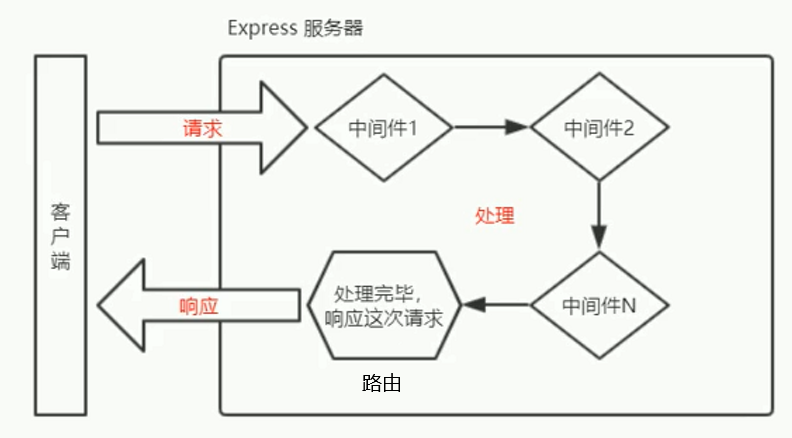 Express 服务器
客户端
请求
中间件1
中间件2
处理
中间件N
处理完毕，
响应这次请求
响应
路由